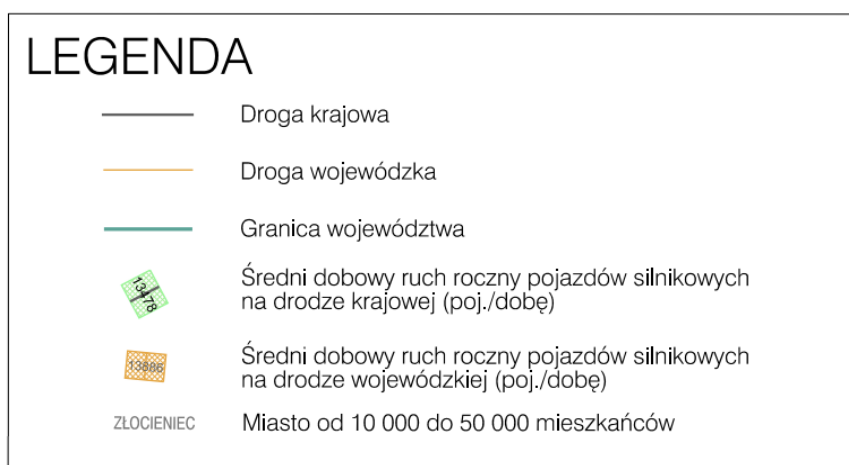 LEGENDA
Droga krajowa
Droga wojewódzka
Granica województwa
13478
Średni dobowy ruch roczny pojazdów silnikowych
na drodze krajowej (poj./dobę)
13886
Średni dobowy ruch roczny pojazdów silnikowych
na drodze wojewódzkiej (poj./dobę)
ZŁOCIENIEC
Miasto od 10 000 do 50 000 mieszkańców